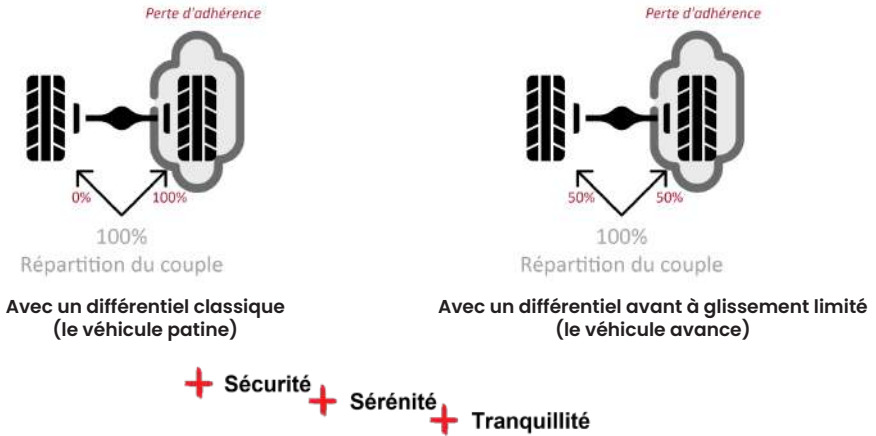 Perte d'adhérence
0% 100%
100%
Répartition du couple
Avec un différentiel classique
(le véhicule patine)
Perte d'adhérence
50% 50%
100%
Répartition du couple
Avec un différentiel avant à glissement limité
(le véhicule avance)
+ Sécurité
+ Sérénité
+ Tranquillité